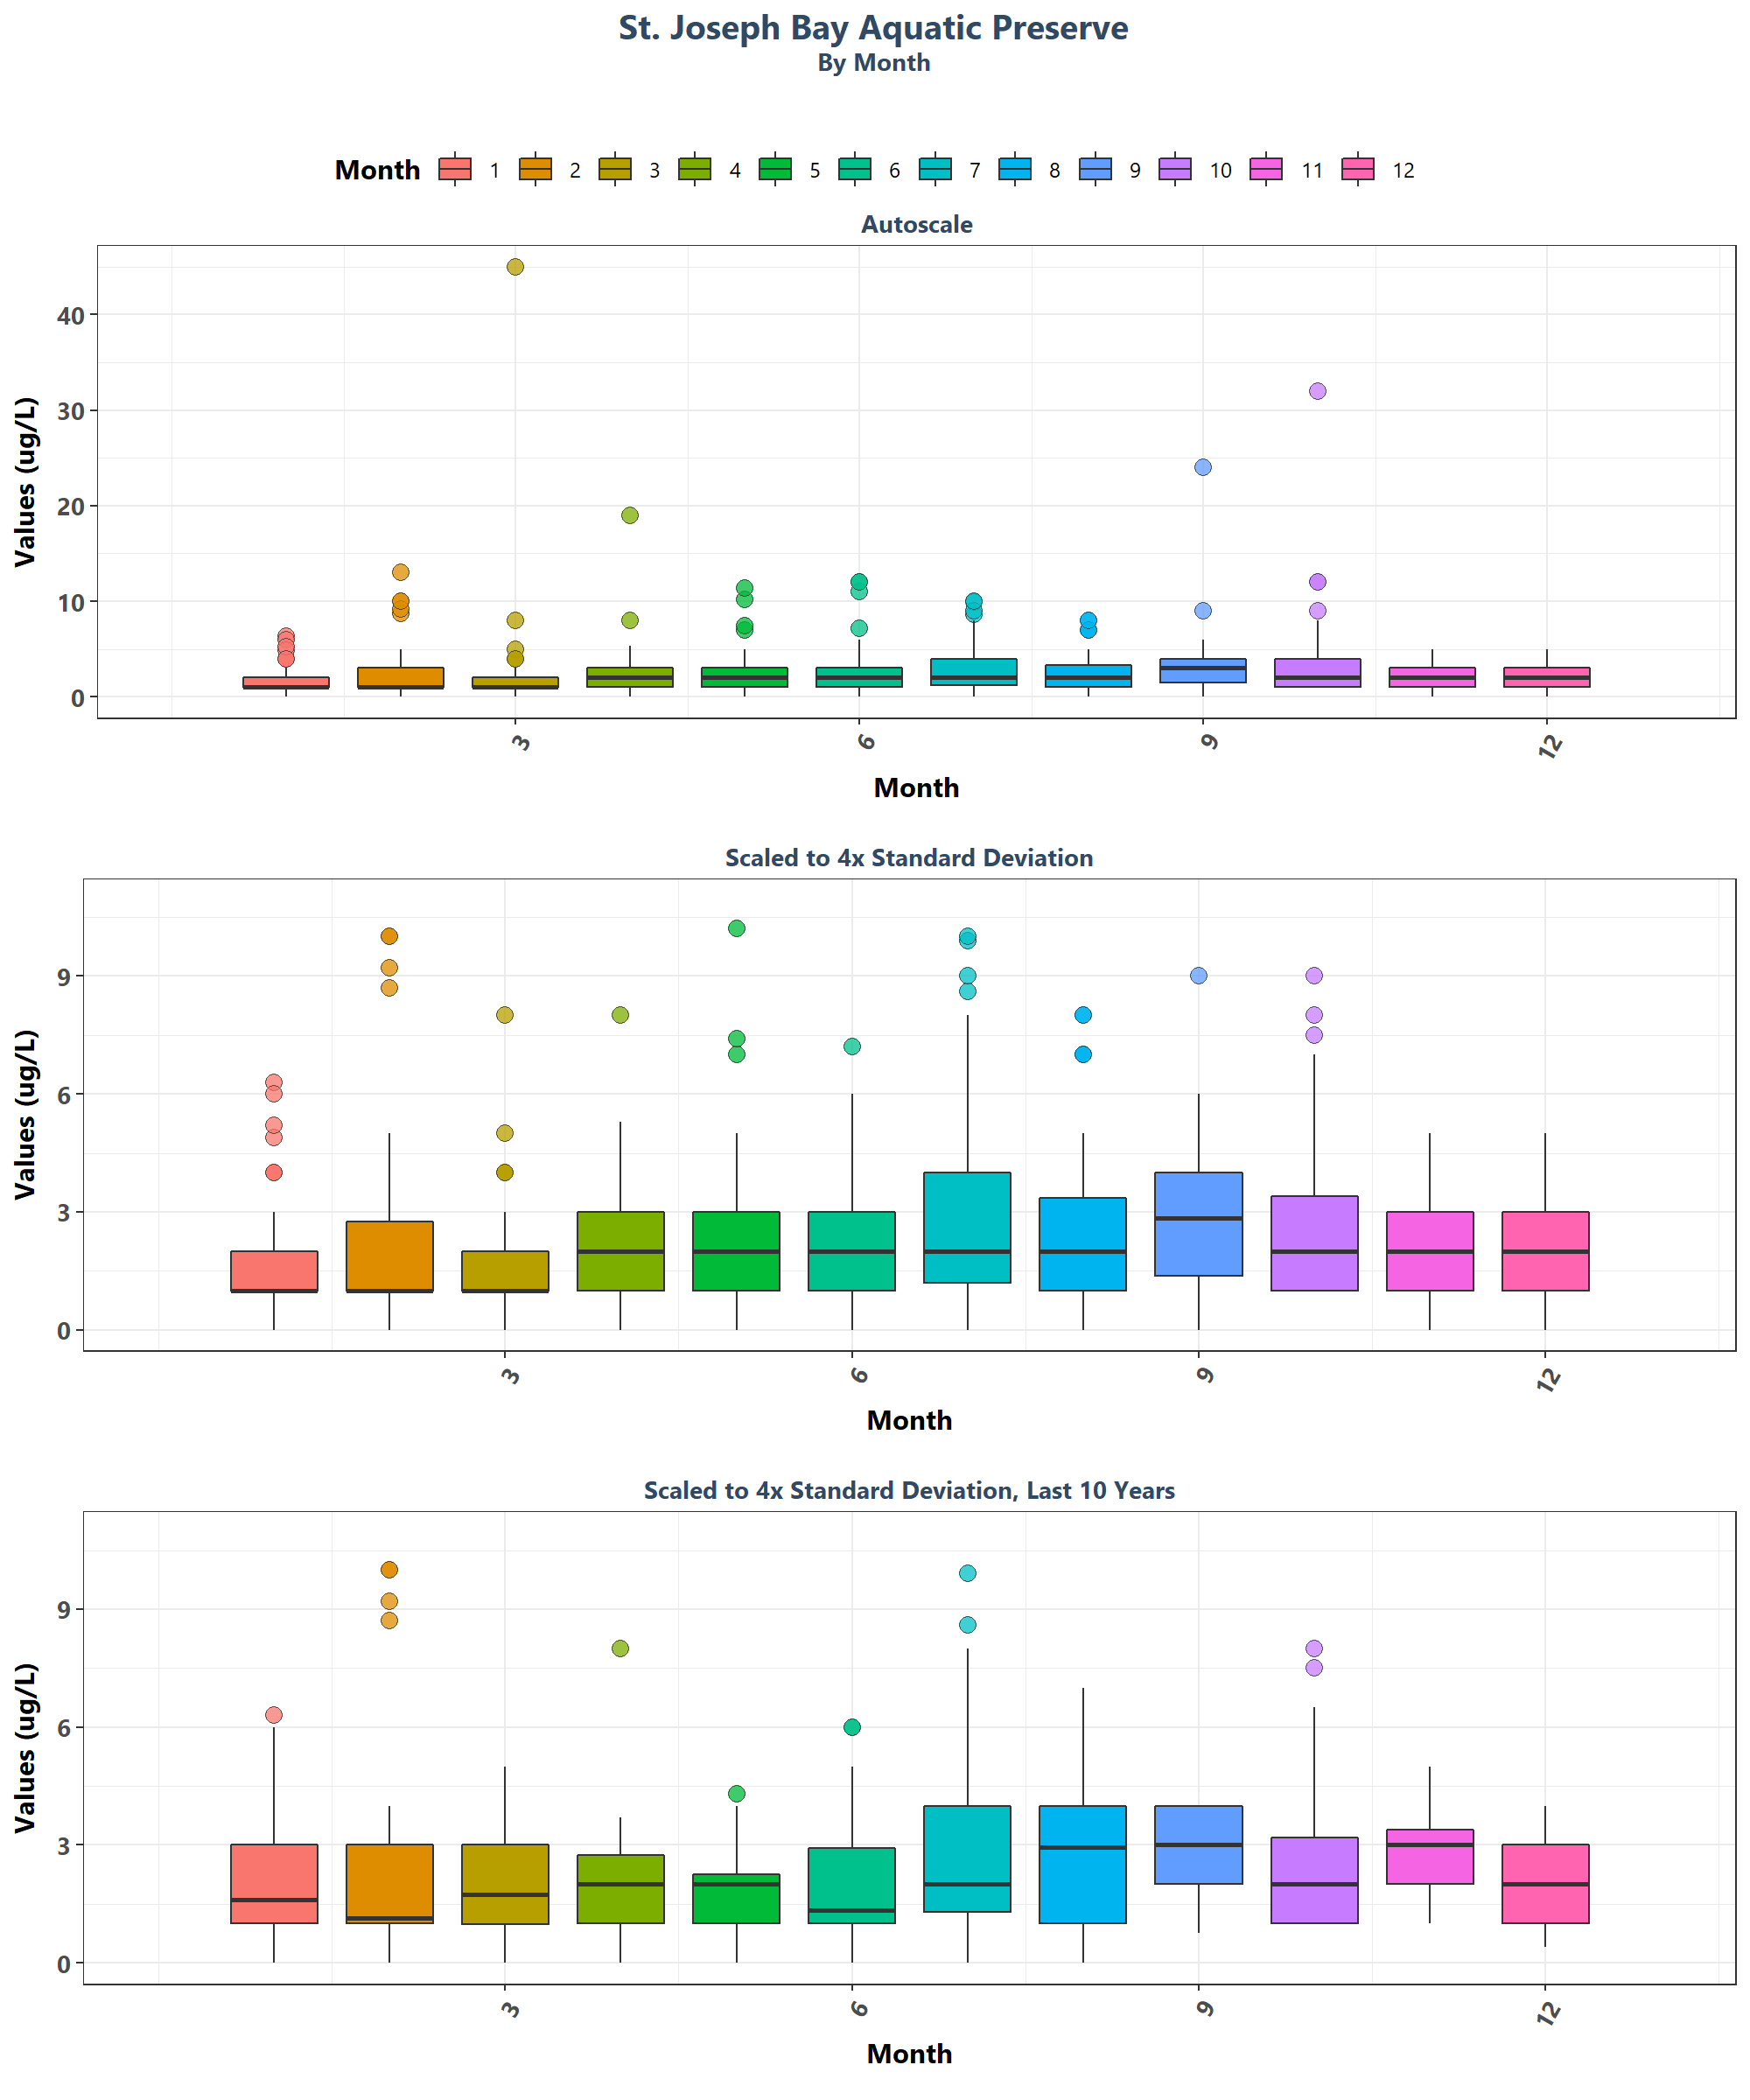 St. Joseph Bay Aquatic Preserve
By Month
Month 1 2 3 4 5 6 7 8 9 10 11 12
Autoscale
Values (ug/L)
40
30
20
10
0
3 6 9 12
Month
Scaled to 4x Standard Deviation
Values (ug/L)
9
6
3
0
3 6 9 12
Month
Scaled to 4x Standard Deviation, Last 10 Years
Values (ug/L)
9
6
3
0
3 6 9 12
Month